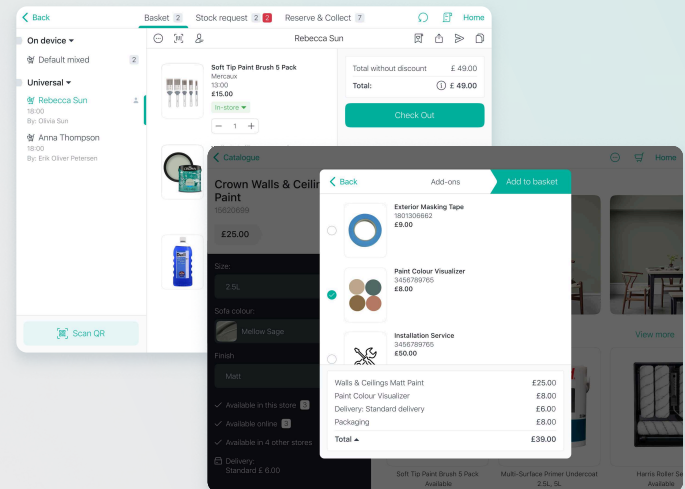 Back
Basket 2
Stock request 2 2
Reserve & Collect 7
Home
On device
Default mixed 2
Universal
Rebecca Sun
18:00
By: Olivia Sun
Anna Thompson
18:00
By: Erik Oliver Petersen
Scan QR
Rebecca Sun
Soft Tip Paint Brush 5 Pack
Mercaux
13:00
£15.00
In-store
1
Total without discount £ 49.00
Total: £ 49.00
Check Out
Catalogue
Home
Crown Walls & Ceilin
Paint
15620699
£25.00
Size:
2.5L
Sofa colour:
Mellow Sage
Finish
Matt
Available in this store 3
Available online 3
Available in 4 other stores
Delivery:
Standard £ 6.00
Back
Add-ons
Add to basket
Exterior Masking Tape
1801306662
£9.00
Paint Colour Visualizer
3456789765
£8.00
Installation Service
3456789765
£50.00
Walls & Ceilings Matt Paint £25.00
Paint Colour Visualizer £8.00
Delivery: Standard delivery £6.00
Packaging £8.00
Total £39.00
View more
Soft Tip Paint Brush 5 Pack
Available
Multi-Surface Primer Undercoat
2.5L, 5L
Harris Roller Se
Available